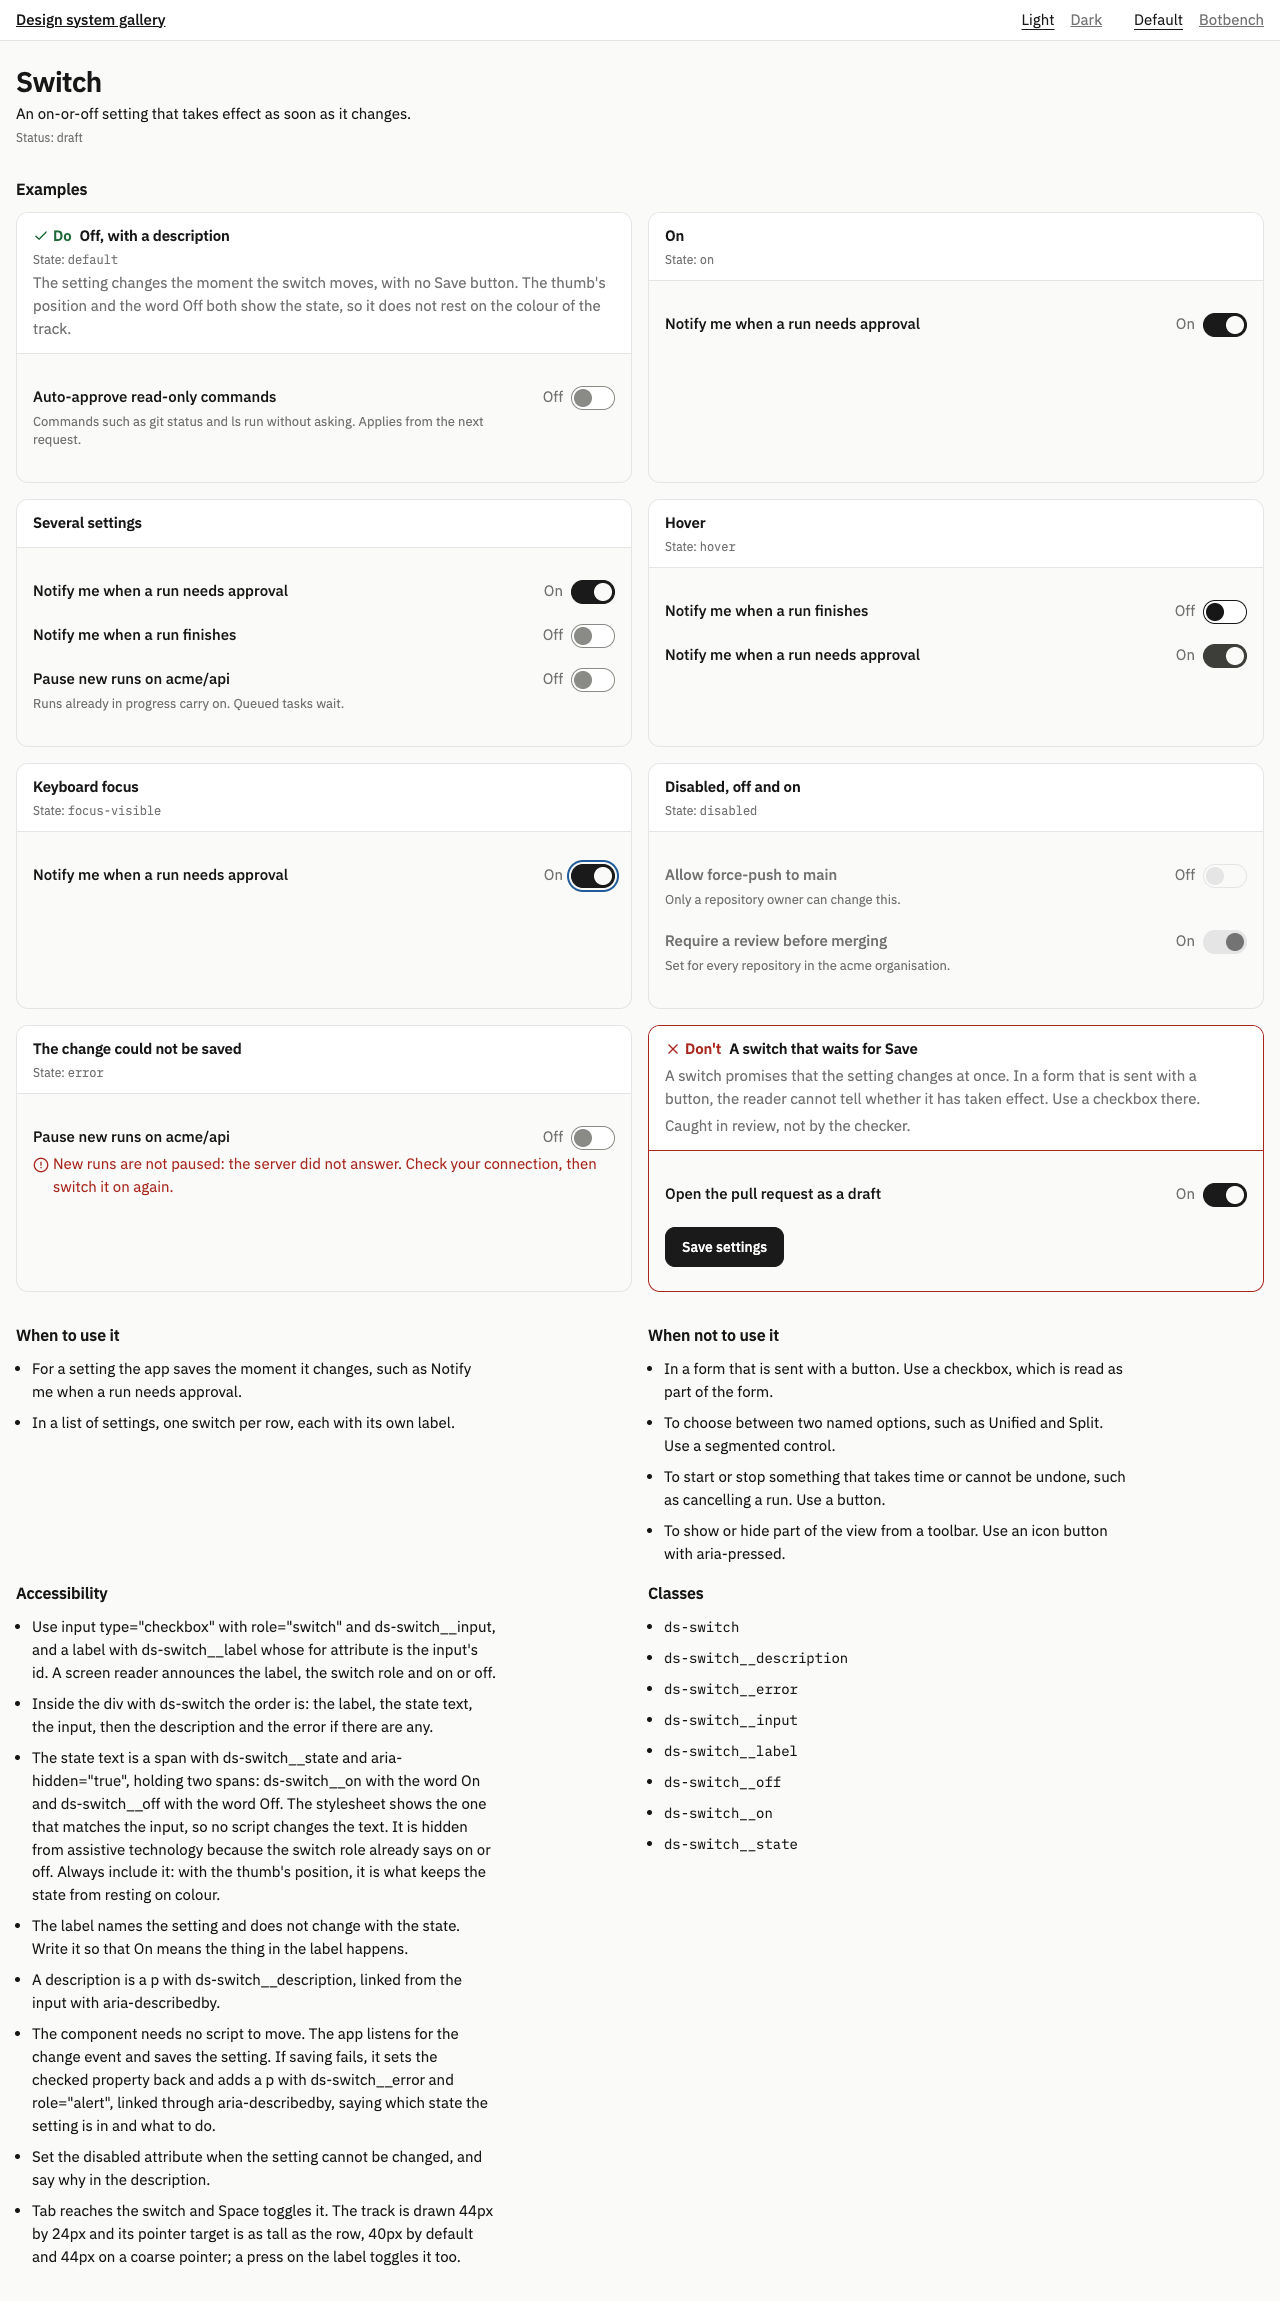 Design system gallery
Light Dark Default Botbench
Switch
An on-or-off setting that takes effect as soon as it changes.
Status: draft
Examples
Do Off, with a description
State: default
The setting changes the moment the switch moves, with no Save button. The thumb's
position and the word Off both show the state, so it does not rest on the colour of the
track.
Auto-approve read-only commands
Off
Commands such as git status and ls run without asking. Applies from the next
request.
On
State: on
Notify me when a run needs approval
On
Several settings
Notify me when a run needs approval
On
Notify me when a run finishes
Off
Pause new runs on acme/api
Off
Runs already in progress carry on. Queued tasks wait.
Hover
State: hover
Notify me when a run finishes
Off
Notify me when a run needs approval
On
Keyboard focus
State: focus-visible
Notify me when a run needs approval
On
Disabled, off and on
State: disabled
Allow force-push to main
Off
Only a repository owner can change this.
Require a review before merging
On
Set for every repository in the acme organisation.
The change could not be saved
State: error
Pause new runs on acme/api
Off
New runs are not paused: the server did not answer. Check your connection, then
switch it on again.
Don't A switch that waits for Save
A switch promises that the setting changes at once. In a form that is sent with a
button, the reader cannot tell whether it has taken effect. Use a checkbox there.
Caught in review, not by the checker.
Open the pull request as a draft
On
Save settings
When to use it
• For a setting the app saves the moment it changes, such as Notify
me when a run needs approval.
• In a list of settings, one switch per row, each with its own label.
When not to use it
• In a form that is sent with a button. Use a checkbox, which is read as
part of the form.
• To choose between two named options, such as Unified and Split.
Use a segmented control.
• To start or stop something that takes time or cannot be undone, such
as cancelling a run. Use a button.
• To show or hide part of the view from a toolbar. Use an icon button
with aria-pressed.
Accessibility
• Use input type="checkbox" with role="switch" and ds-switch__input,
and a label with ds-switch__label whose for attribute is the input's
id. A screen reader announces the label, the switch role and on or off.
• Inside the div with ds-switch the order is: the label, the state text,
the input, then the description and the error if there are any.
• The state text is a span with ds-switch__state and aria-
hidden="true", holding two spans: ds-switch__on with the word On
and ds-switch__off with the word Off. The stylesheet shows the one
that matches the input, so no script changes the text. It is hidden
from assistive technology because the switch role already says on or
off. Always include it: with the thumb's position, it is what keeps the
state from resting on colour.
• The label names the setting and does not change with the state.
Write it so that On means the thing in the label happens.
• A description is a p with ds-switch__description, linked from the
input with aria-describedby.
• The component needs no script to move. The app listens for the
change event and saves the setting. If saving fails, it sets the
checked property back and adds a p with ds-switch__error and
role="alert", linked through aria-describedby, saying which state the
setting is in and what to do.
• Set the disabled attribute when the setting cannot be changed, and
say why in the description.
• Tab reaches the switch and Space toggles it. The track is drawn 44px
by 24px and its pointer target is as tall as the row, 40px by default
and 44px on a coarse pointer; a press on the label toggles it too.
Classes
• ds-switch
• ds-switch__description
• ds-switch__error
• ds-switch__input
• ds-switch__label
• ds-switch__off
• ds-switch__on
• ds-switch__state